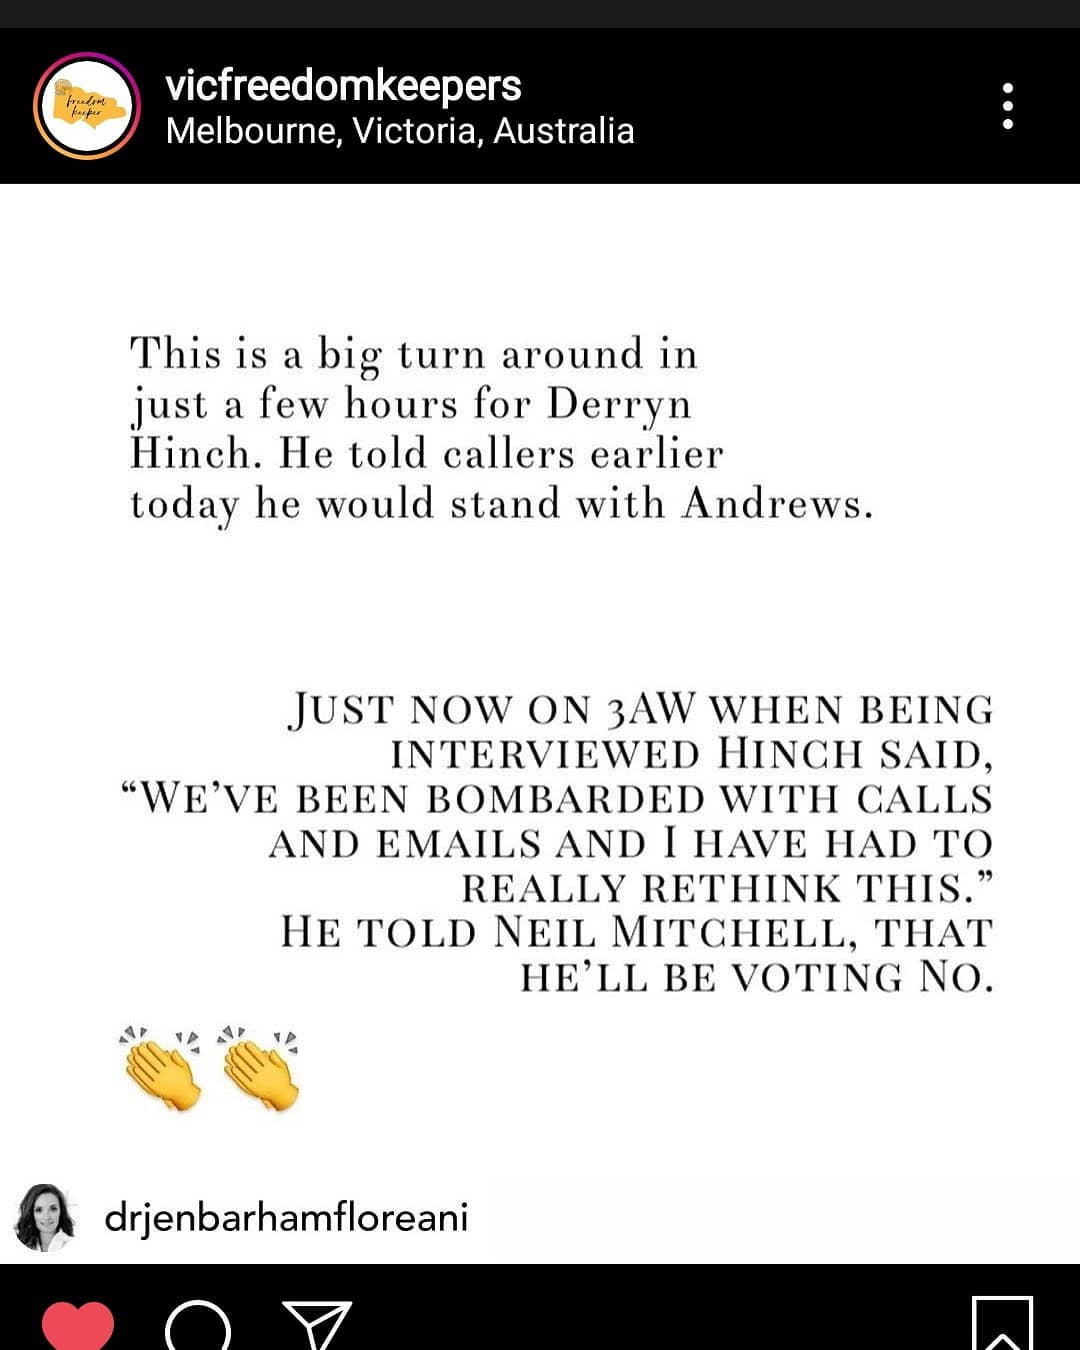 freedom
keeper
vicfreedomkeepers
Melbourne, Victoria, Australia
This is a big turn around in
just a few hours for Derryn
Hinch. He told callers earlier
today he would stand with Andrews.
JUST NOW ON 3AW WHEN BEING
INTERVIEWED HINCH SAID,
“WE’VE BEEN BOMBARDED WITH CALLS
AND EMAILS AND I HAVE HAD TO
REALLY RETHINK THIS.”
HE TOLD NEIL MITCHELL, THAT
HE’LL BE VOTING NO.
drjenbarhamfloreani